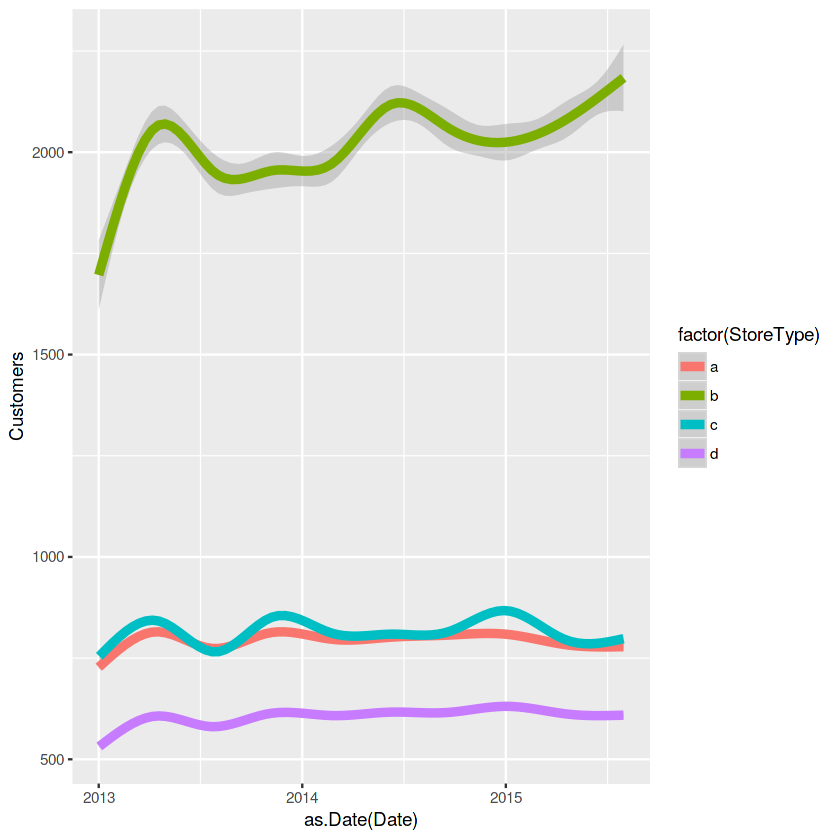 2000
1500
1000
500
Customers
2013 2014 2015
as.Date(Date)
factor(StoreType)
a
b
c
d